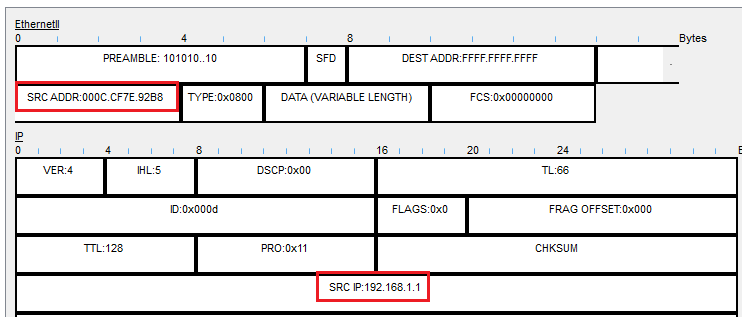 EthernetII
0 4 8 Bytes
PREAMBLE: 101010..10 SFD DEST ADDR:FFFF.FFFF.FFFF
SRC ADDR:000C.CF7E.92B8 TYPE:0x0800 DATA (VARIABLE LENGTH) FCS:0x00000000
IP
0 4 8 16 20 24
VER:4 IHL:5 DSCP:0x00 TL:66
ID:0x000d FLAGS:0x0 FRAG OFFSET:0x000
TTL:128 PRO:0x11 CHKSUM
SRC IP:192.168.1.1